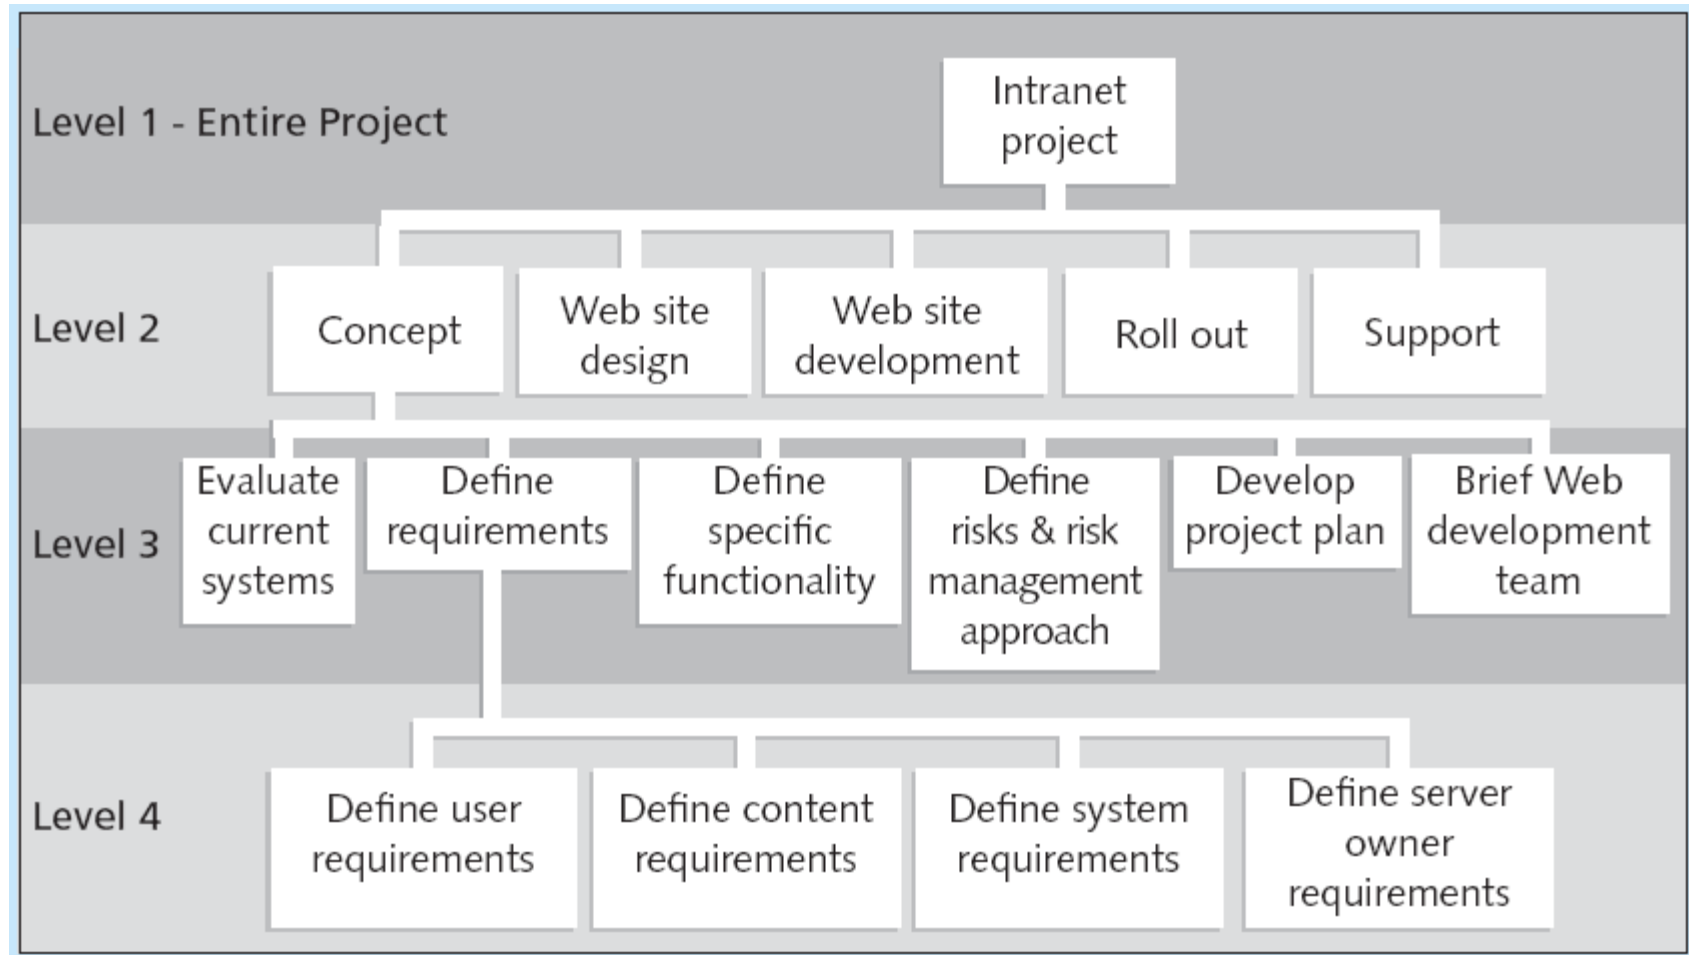 Level 1 - Entire Project
Intranet
project
Level 2
Concept
Web site
design
Web site
development
Roll out
Support
Level 3
Evaluate
current
systems
Define
requirements
Define
specific
functionality
Define
risks & risk
management
approach
Develop
project plan
Brief Web
development
team
Level 4
Define user
requirements
Define content
requirements
Define system
requirements
Define server
owner
requirements